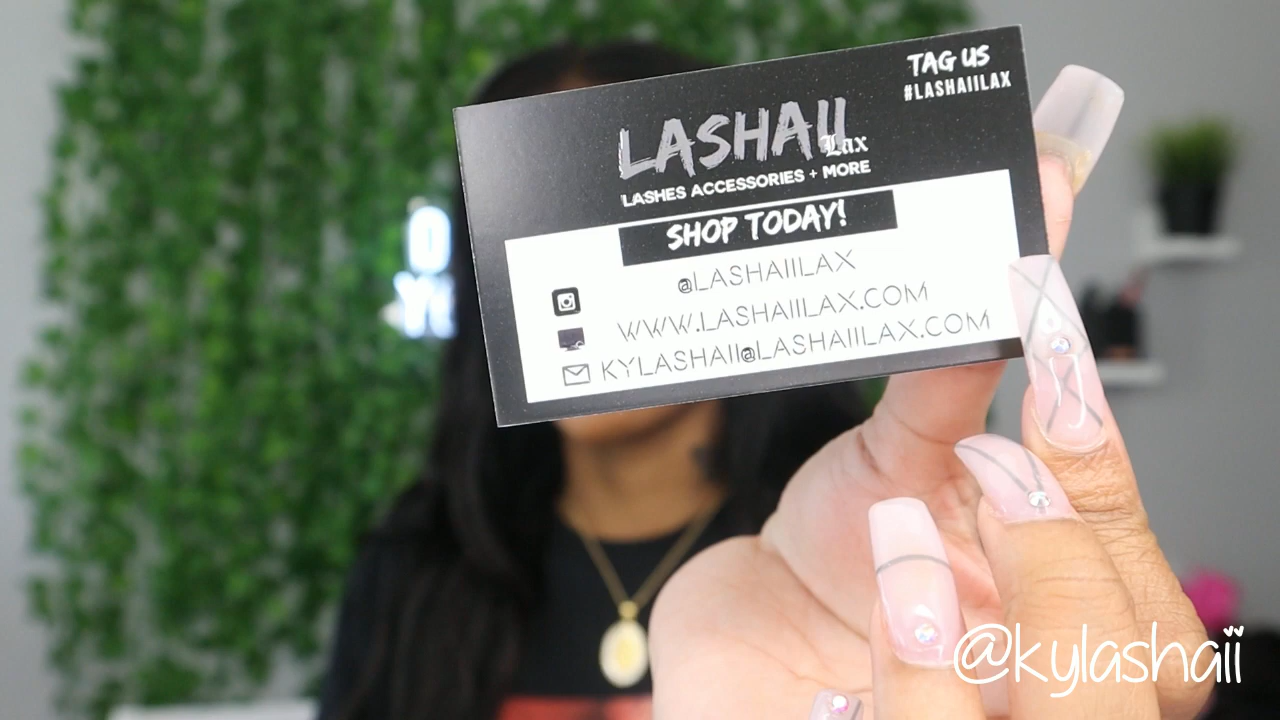 TAG US
#LASHAIILAX
LASHAII
Lax
LASHES ACCESSORIES + MORE
SHOP TODAY!
@LASHAIILAX
WWW.LASHAIILAX.COM
KYLASHAII@LASHAIILAX.COM
@kylashaii